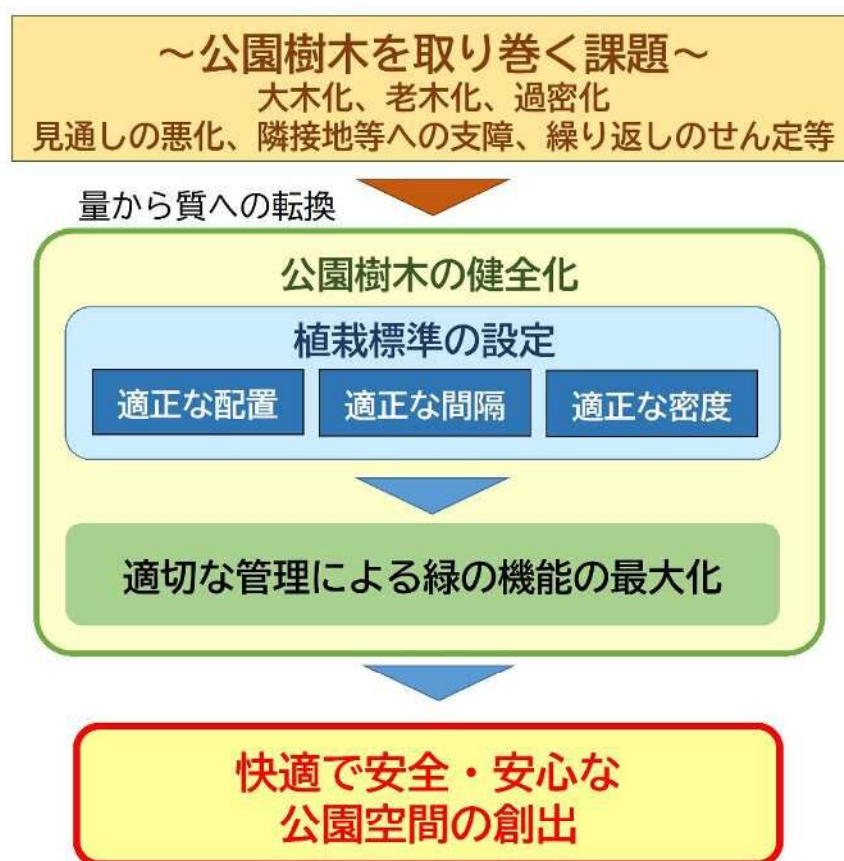 ～公園樹木を取り巻く課題～
大木化、老木化、過密化
見通しの悪化、隣接地等への支障、繰り返しのせん定等
量から質への転換
公園樹木の健全化
植栽標準の設定
適正な配置
適正な間隔
適正な密度
適切な管理による緑の機能の最大化
快適で安全・安心な
公園空間の創出